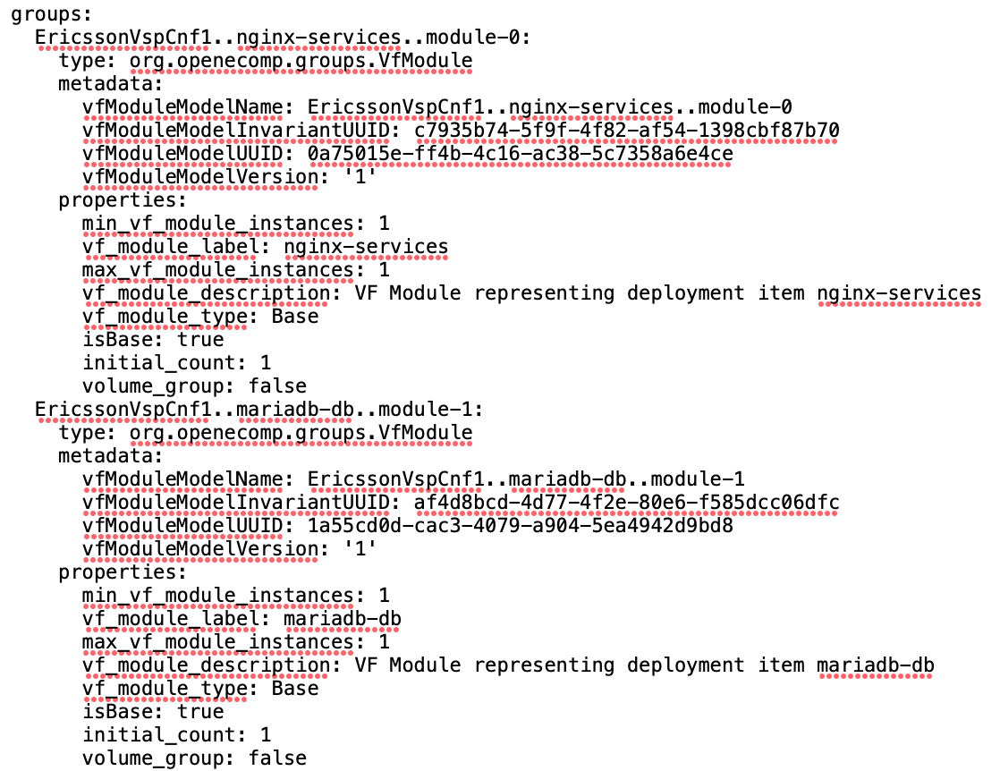 groups:
  EricssonVspCnf1..nginx-services..module-0:
    type: org.openecomp.groups.VfModule
    metadata:
      vfModuleModelName: EricssonVspCnf1..nginx-services..module-0
      vfModuleModelInvariantUUID: c7935b74-5f9f-4f82-af54-1398cbf87b70
      vfModuleModelUUID: 0a75015e-ff4b-4c16-ac38-5c7358a6e4ce
      vfModuleModelVersion: '1'
    properties:
      min_vf_module_instances: 1
      vf_module_label: nginx-services
      max_vf_module_instances: 1
      vf_module_description: VF Module representing deployment item nginx-services
      vf_module_type: Base
      isBase: true
      initial_count: 1
      volume_group: false
  EricssonVspCnf1..mariadb-db..module-1:
    type: org.openecomp.groups.VfModule
    metadata:
      vfModuleModelName: EricssonVspCnf1..mariadb-db..module-1
      vfModuleModelInvariantUUID: af4d8bcd-4d77-4f2e-80e6-f585dcc06dfc
      vfModuleModelUUID: 1a55cd0d-cac3-4079-a904-5ea4942d9bd8
      vfModuleModelVersion: '1'
    properties:
      min_vf_module_instances: 1
      vf_module_label: mariadb-db
      max_vf_module_instances: 1
      vf_module_description: VF Module representing deployment item mariadb-db
      vf_module_type: Base
      isBase: true
      initial_count: 1
      volume_group: false